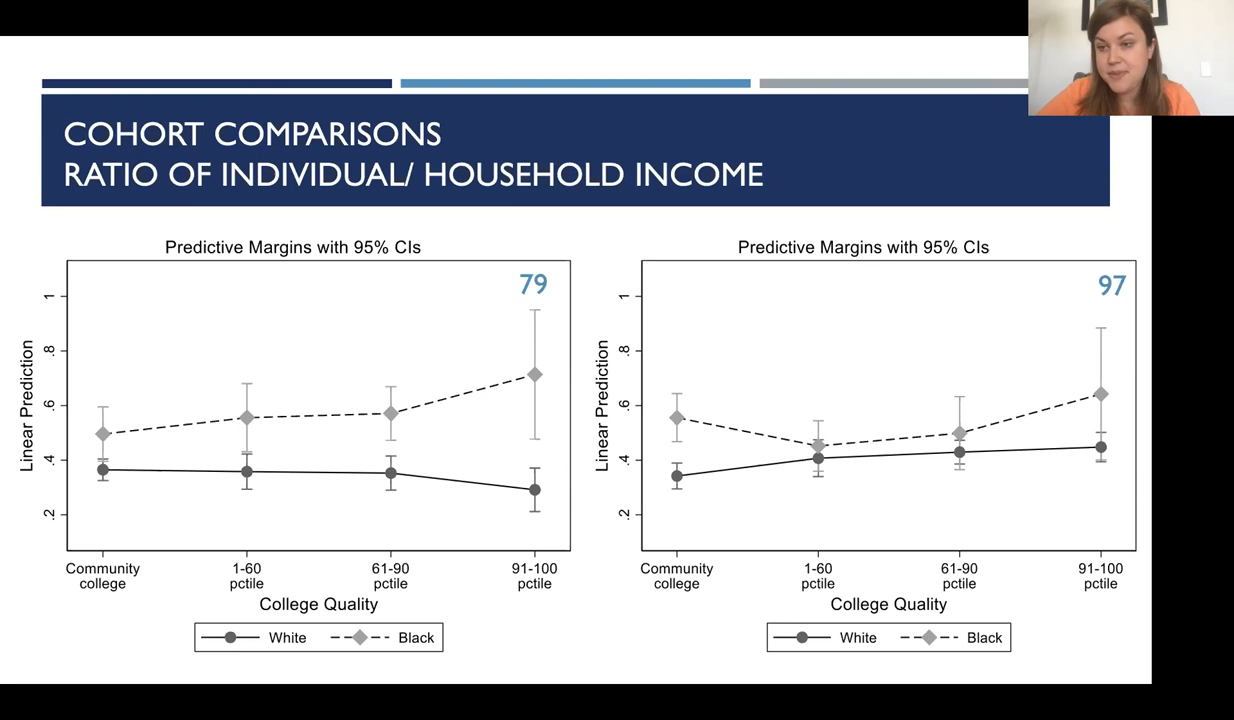 COHORT COMPARISONS
RATIO OF INDIVIDUAL/ HOUSEHOLD INCOME
Predictive Margins with 95% CIs
79
Linear Prediction
1
.8
.6
.4
.2
Community college
1-60 pctile
61-90 pctile
91-100 pctile
College Quality
White
Black
Predictive Margins with 95% CIs
97
Linear Prediction
1
.8
.6
.4
.2
Community college
1-60 pctile
61-90 pctile
91-100 pctile
College Quality
White
Black